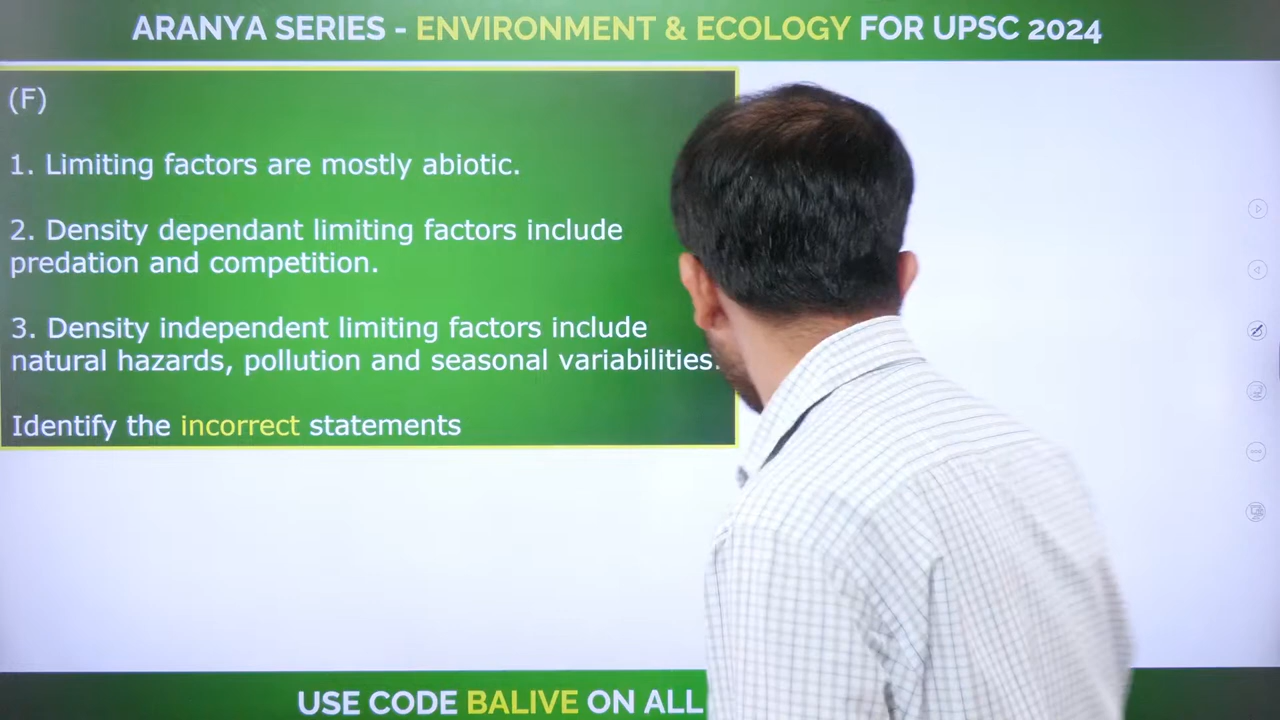 ARANYA SERIES - ENVIRONMENT & ECOLOGY FOR UPSC 2024
(F)
1. Limiting factors are mostly abiotic.
2. Density dependant limiting factors include
predation and competition.
3. Density independent limiting factors include
natural hazards, pollution and seasonal variabilities.
Identify the incorrect statements
USE CODE BALIVE ON ALL